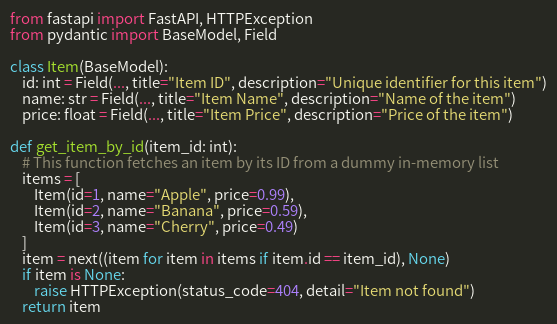 from fastapi import FastAPI, HTTPException
from pydantic import BaseModel, Field

class Item(BaseModel):
    id: int = Field(..., title="Item ID", description="Unique identifier for this item")
    name: str = Field(..., title="Item Name", description="Name of the item")
    price: float = Field(..., title="Item Price", description="Price of the item")

def get_item_by_id(item_id: int):
    # This function fetches an item by its ID from a dummy in-memory list
    items = [
        Item(id=1, name="Apple", price=0.99),
        Item(id=2, name="Banana", price=0.59),
        Item(id=3, name="Cherry", price=0.49)
    ]
    item = next((item for item in items if item.id == item_id), None)
    if item is None:
        raise HTTPException(status_code=404, detail="Item not found")
    return item